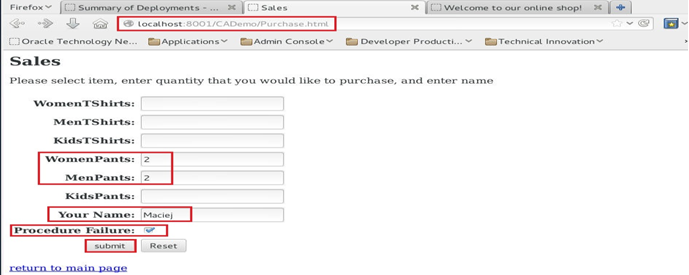 Firefox Summary of Deployments - ... Sales Welcome to our online shop!
localhost:8001/CADemo/Purchase.html
Oracle Technology Ne... Applications Admin Console Developer Producti... Technical Innovation
Sales
Please select item, enter quantity that you would like to purchase, and enter name
WomenTShirts:
MenTShirts:
KidsTShirts:
WomenPants: 2
MenPants: 2
KidsPants:
Your Name: Maciej
Procedure Failure:
submit Reset
return to main page